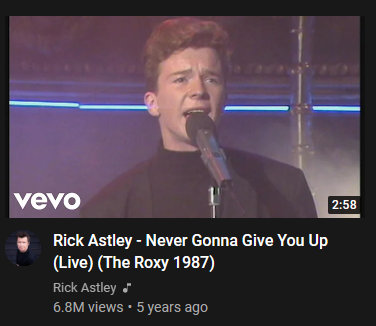 vevo
2:58
Rick Astley - Never Gonna Give You Up
(Live) (The Roxy 1987)
Rick Astley
6.8M views • 5 years ago